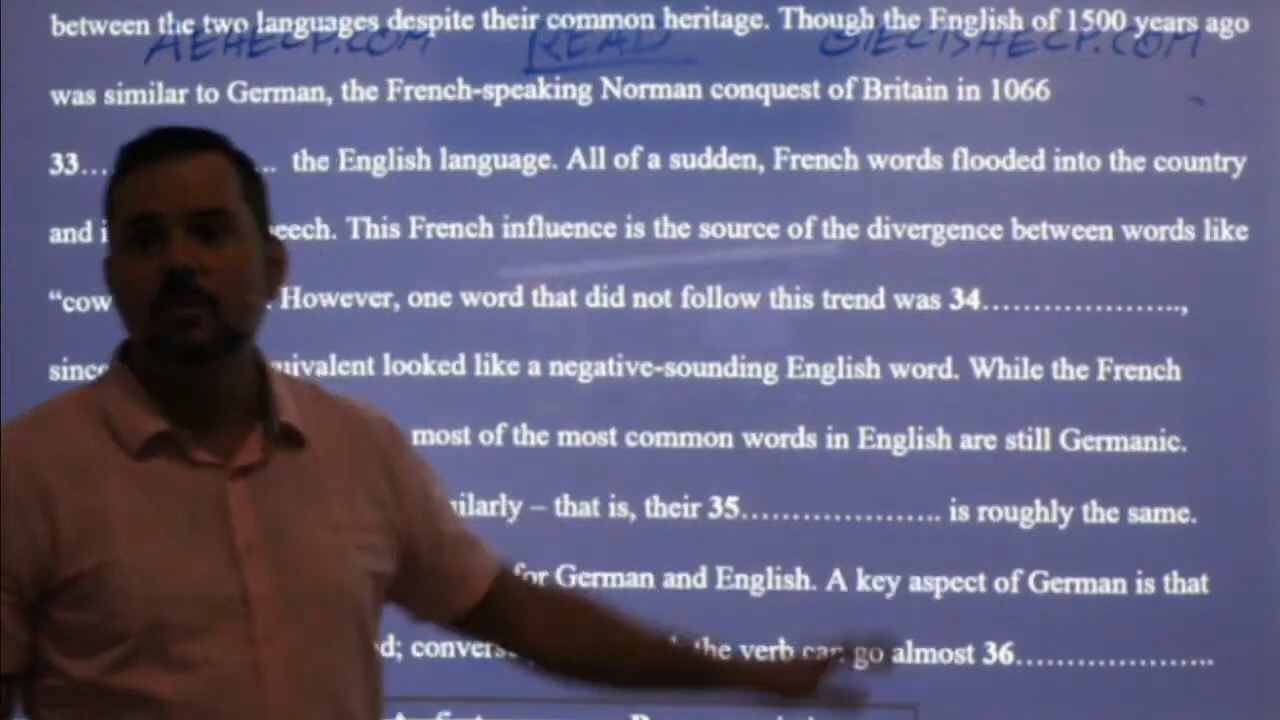 between the two languages despite their common heritage. Though the English of 1500 years ago
AEHELP.COM READ GIELTSHELP.COM
was similar to German, the French-speaking Norman conquest of Britain in 1066
33... ... the English language. All of a sudden, French words flooded into the country
and eech. This French influence is the source of the divergence between words like
“cow . However, one word that did not follow this trend was 34………………..,
since uivalent looked like a negative-sounding English word. While the French
most of the most common words in English are still Germanic.
ilarly – that is, their 35……………….. is roughly the same.
for German and English. A key aspect of German is that
d; convers the verb can go almost 36………………..